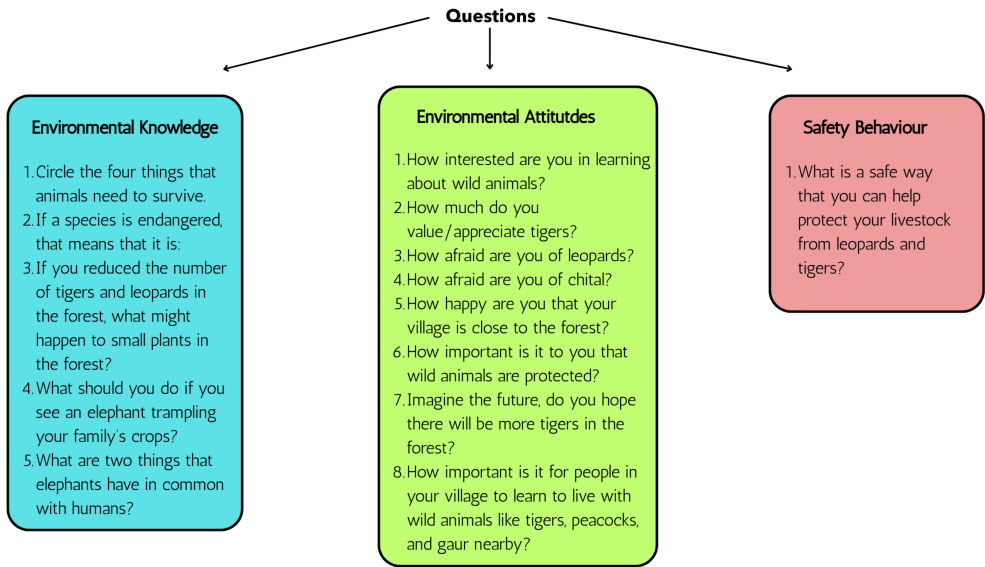 Questions
Environmental Knowledge
1. Circle the four things that
animals need to survive.
2. If a species is endangered,
that means that it is:
3. If you reduced the number
of tigers and leopards in
the forest, what might
happen to small plants in
the forest?
4. What should you do if you
see an elephant trampling
your family's crops?
5. What are two things that
elephants have in common
with humans?
Environmental Attitutdes
1. How interested are you in learning
about wild animals?
2. How much do you
value/appreciate tigers?
3. How afraid are you of leopards?
4. How afraid are you of chital?
5. How happy are you that your
village is close to the forest?
6. How important is it to you that
wild animals are protected?
7. Imagine the future, do you hope
there will be more tigers in the
forest?
8. How important is it for people in
your village to learn to live with
wild animals like tigers, peacocks,
and gaur nearby?
Safety Behaviour
1. What is a safe way
that you can help
protect your livestock
from leopards and
tigers?